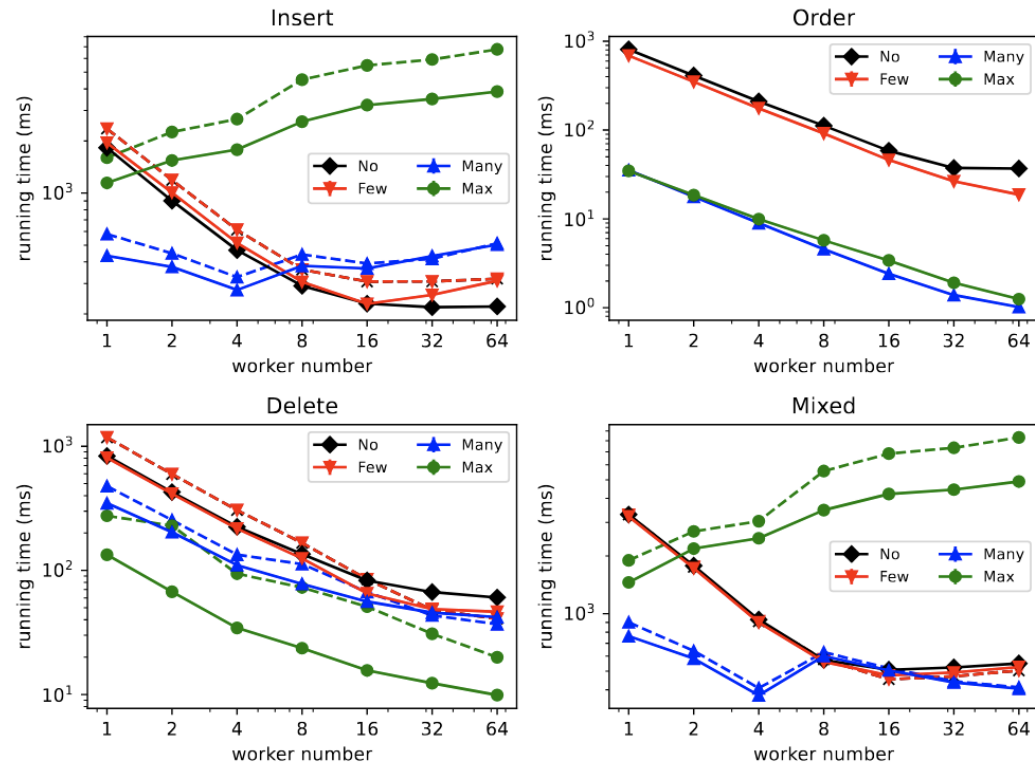 Insert
running time (ms)
10^3
No
Many
Few
Max
1 2 4 8 16 32 64
worker number
Order
running time (ms)
10^3
10^2
10^1
10^0
No
Many
Few
Max
1 2 4 8 16 32 64
worker number
Delete
running time (ms)
10^3
10^2
10^1
No
Many
Few
Max
1 2 4 8 16 32 64
worker number
Mixed
running time (ms)
10^3
No
Many
Few
Max
1 2 4 8 16 32 64
worker number